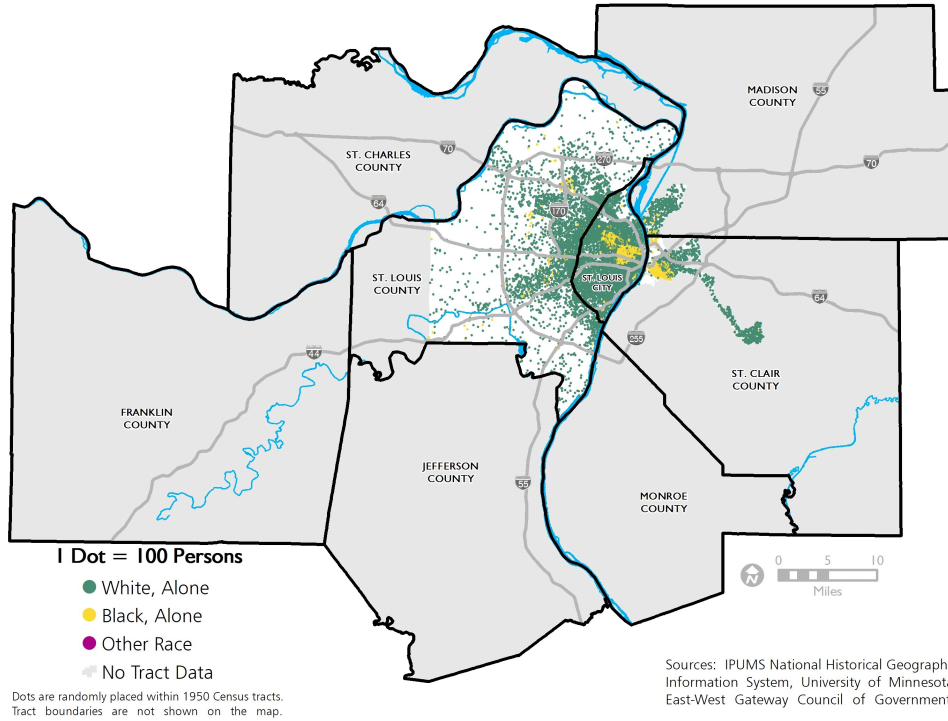 MADISON
COUNTY
55
70
ST. CHARLES
COUNTY
270
70
64
170
ST. LOUIS
COUNTY
ST. LOUIS
CITY
64
255
44
ST. CLAIR
COUNTY
FRANKLIN
COUNTY
JEFFERSON
COUNTY
55
MONROE
COUNTY
1 Dot = 100 Persons
White, Alone
Black, Alone
Other Race
No Tract Data
Dots are randomly placed within 1950 Census tracts.
Tract boundaries are not shown on the map.
N
0 5 10
Miles
Sources: IPUMS National Historical Geograph
Information System, University of Minnesota
East-West Gateway Council of Government